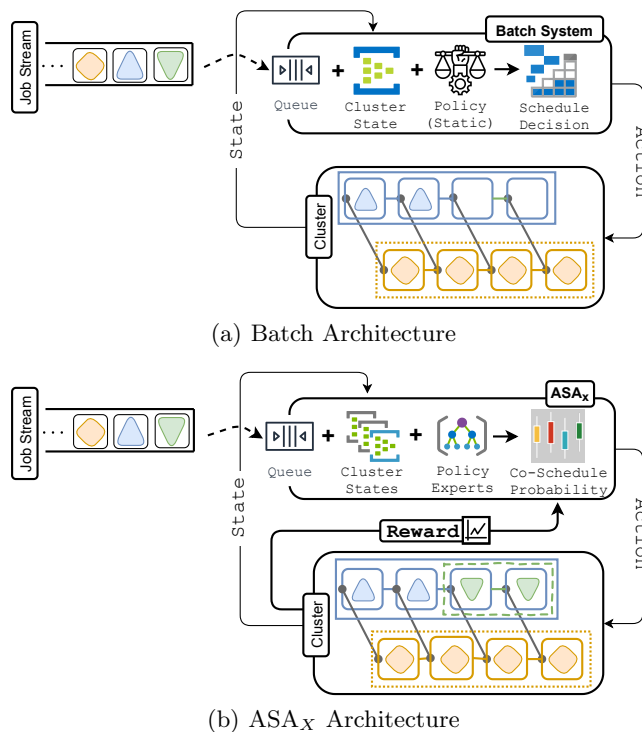 Job Stream
Batch System
Queue
Cluster
State
Policy
(Static)
Schedule
Decision
State
Action
Cluster
(a) Batch Architecture
Job Stream
ASAx
Queue
Cluster
States
Policy
Experts
Co-Schedule
Probability
State
Action
Reward
Cluster
(b) ASAX Architecture